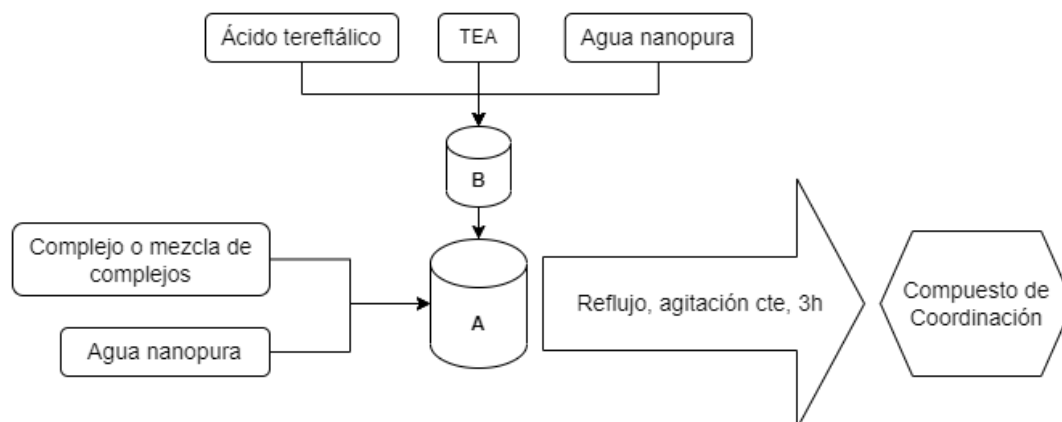 Ácido tereftálico
TEA
Agua nanopura
B
Complejo o mezcla de
complejos
Agua nanopura
A
Reflujo, agitación cte, 3h
Compuesto de
Coordinación